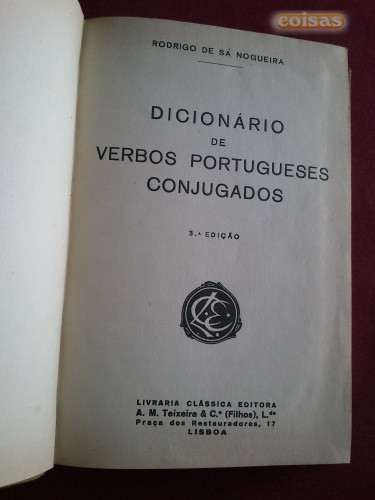 coisas
RODRIGO DE SÁ NOGUEIRA
DICIONÁRIO
DE
VERBOS PORTUGUESES
CONJUGADOS
3.ª EDIÇÃO
LCE
LIVRARIA CLÁSSICA EDITORA
A. M. Teixeira & C.ª (Filhos), L.da
Praça dos Restauradores, 17
LISBOA